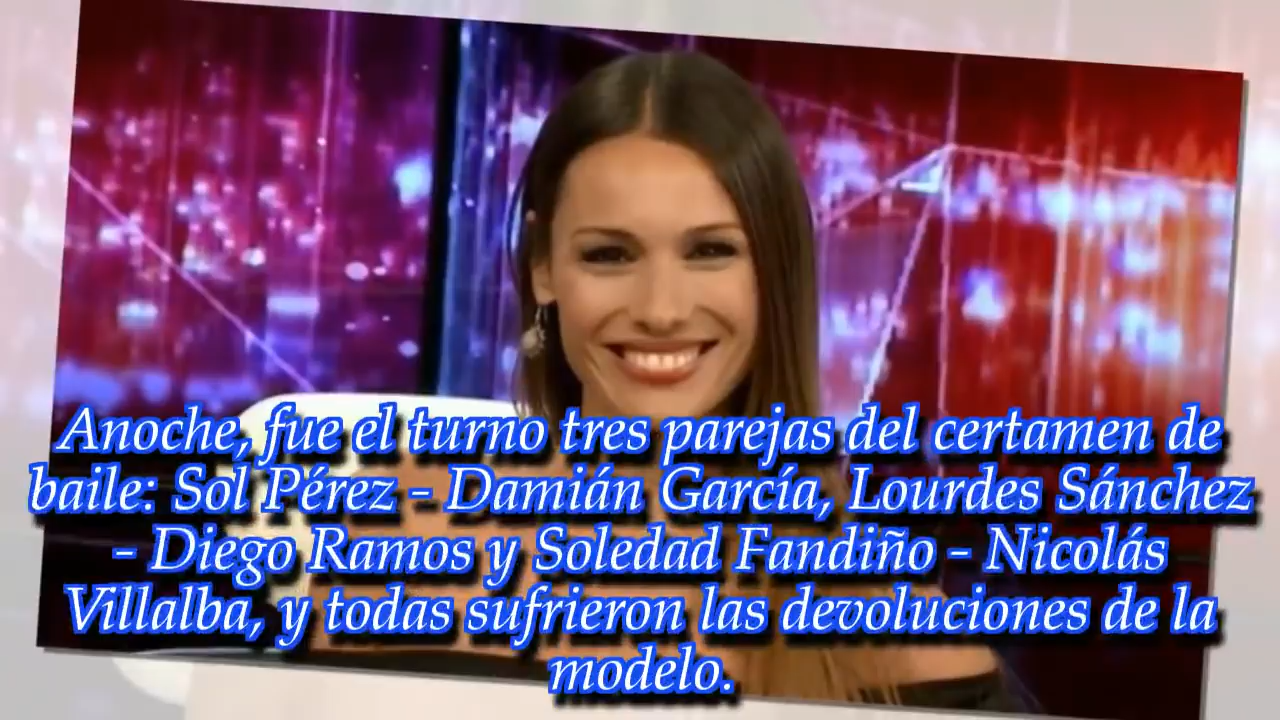 Anoche, fue el turno tres parejas del certamen de
baile: Sol Pérez - Damián García, Lourdes Sánchez
- Diego Ramos y Soledad Fandiño - Nicolás
Villalba, y todas sufrieron las devoluciones de la
modelo.